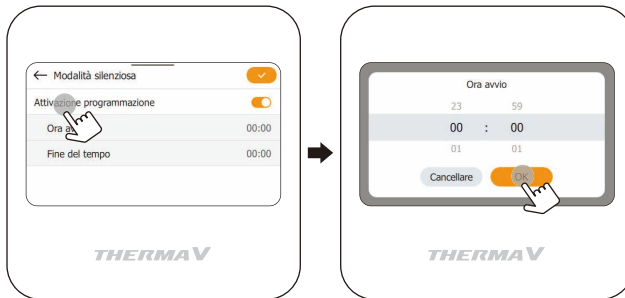 ← Modalità silenziosa
Attivazione programmazione
Ora av
00:00
Fine del tempo
00:00
THERMA V
Ora avvio
23 59
00 : 00
01 01
Cancellare
OK
THERMA V